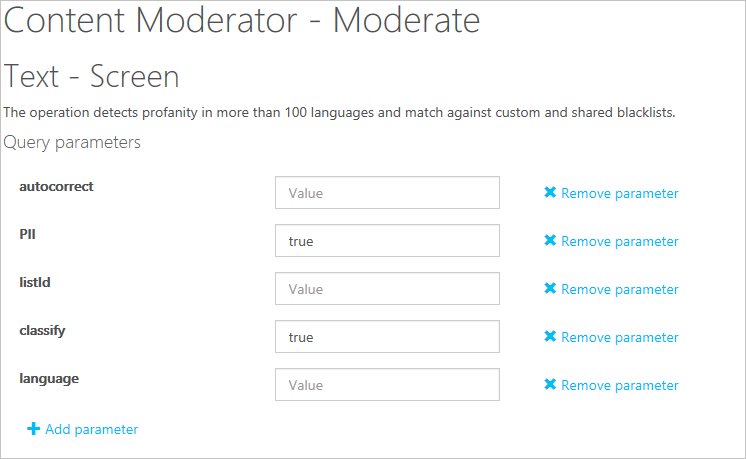 Content Moderator - Moderate
Text - Screen
The operation detects profanity in more than 100 languages and match against custom and shared blacklists.
Query parameters
autocorrect Value Remove parameter
PII true Remove parameter
listId Value Remove parameter
classify true Remove parameter
language Value Remove parameter
Add parameter